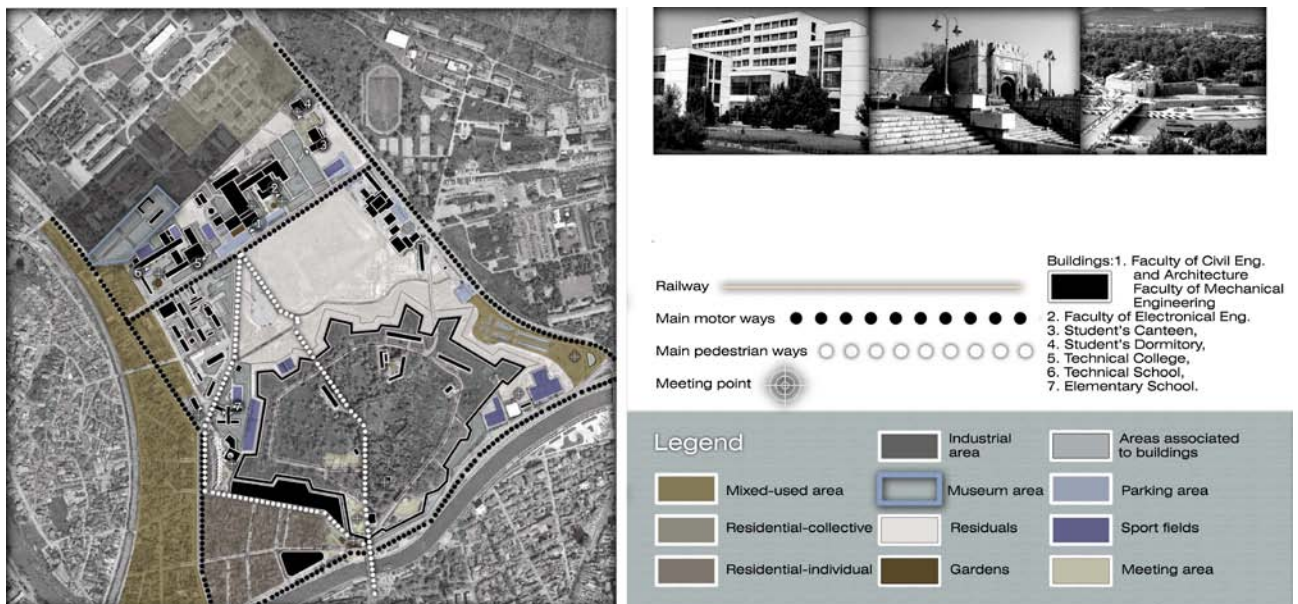 4
3
2
1
6
5
7
Railway
Main motor ways
Main pedestrian ways
Meeting point
Buildings:1. Faculty of Civil Eng.
and Architecture
Faculty of Mechanical
Engineering
2. Faculty of Electronical Eng.
3. Student's Canteen,
4. Student's Dormitory,
5. Technical College,
6. Technical School,
7. Elementary School.
Legend
Mixed-used area
Residential-collective
Residential-individual
Industrial
area
Museum area
Residuals
Gardens
Areas associated
to buildings
Parking area
Sport fields
Meeting area